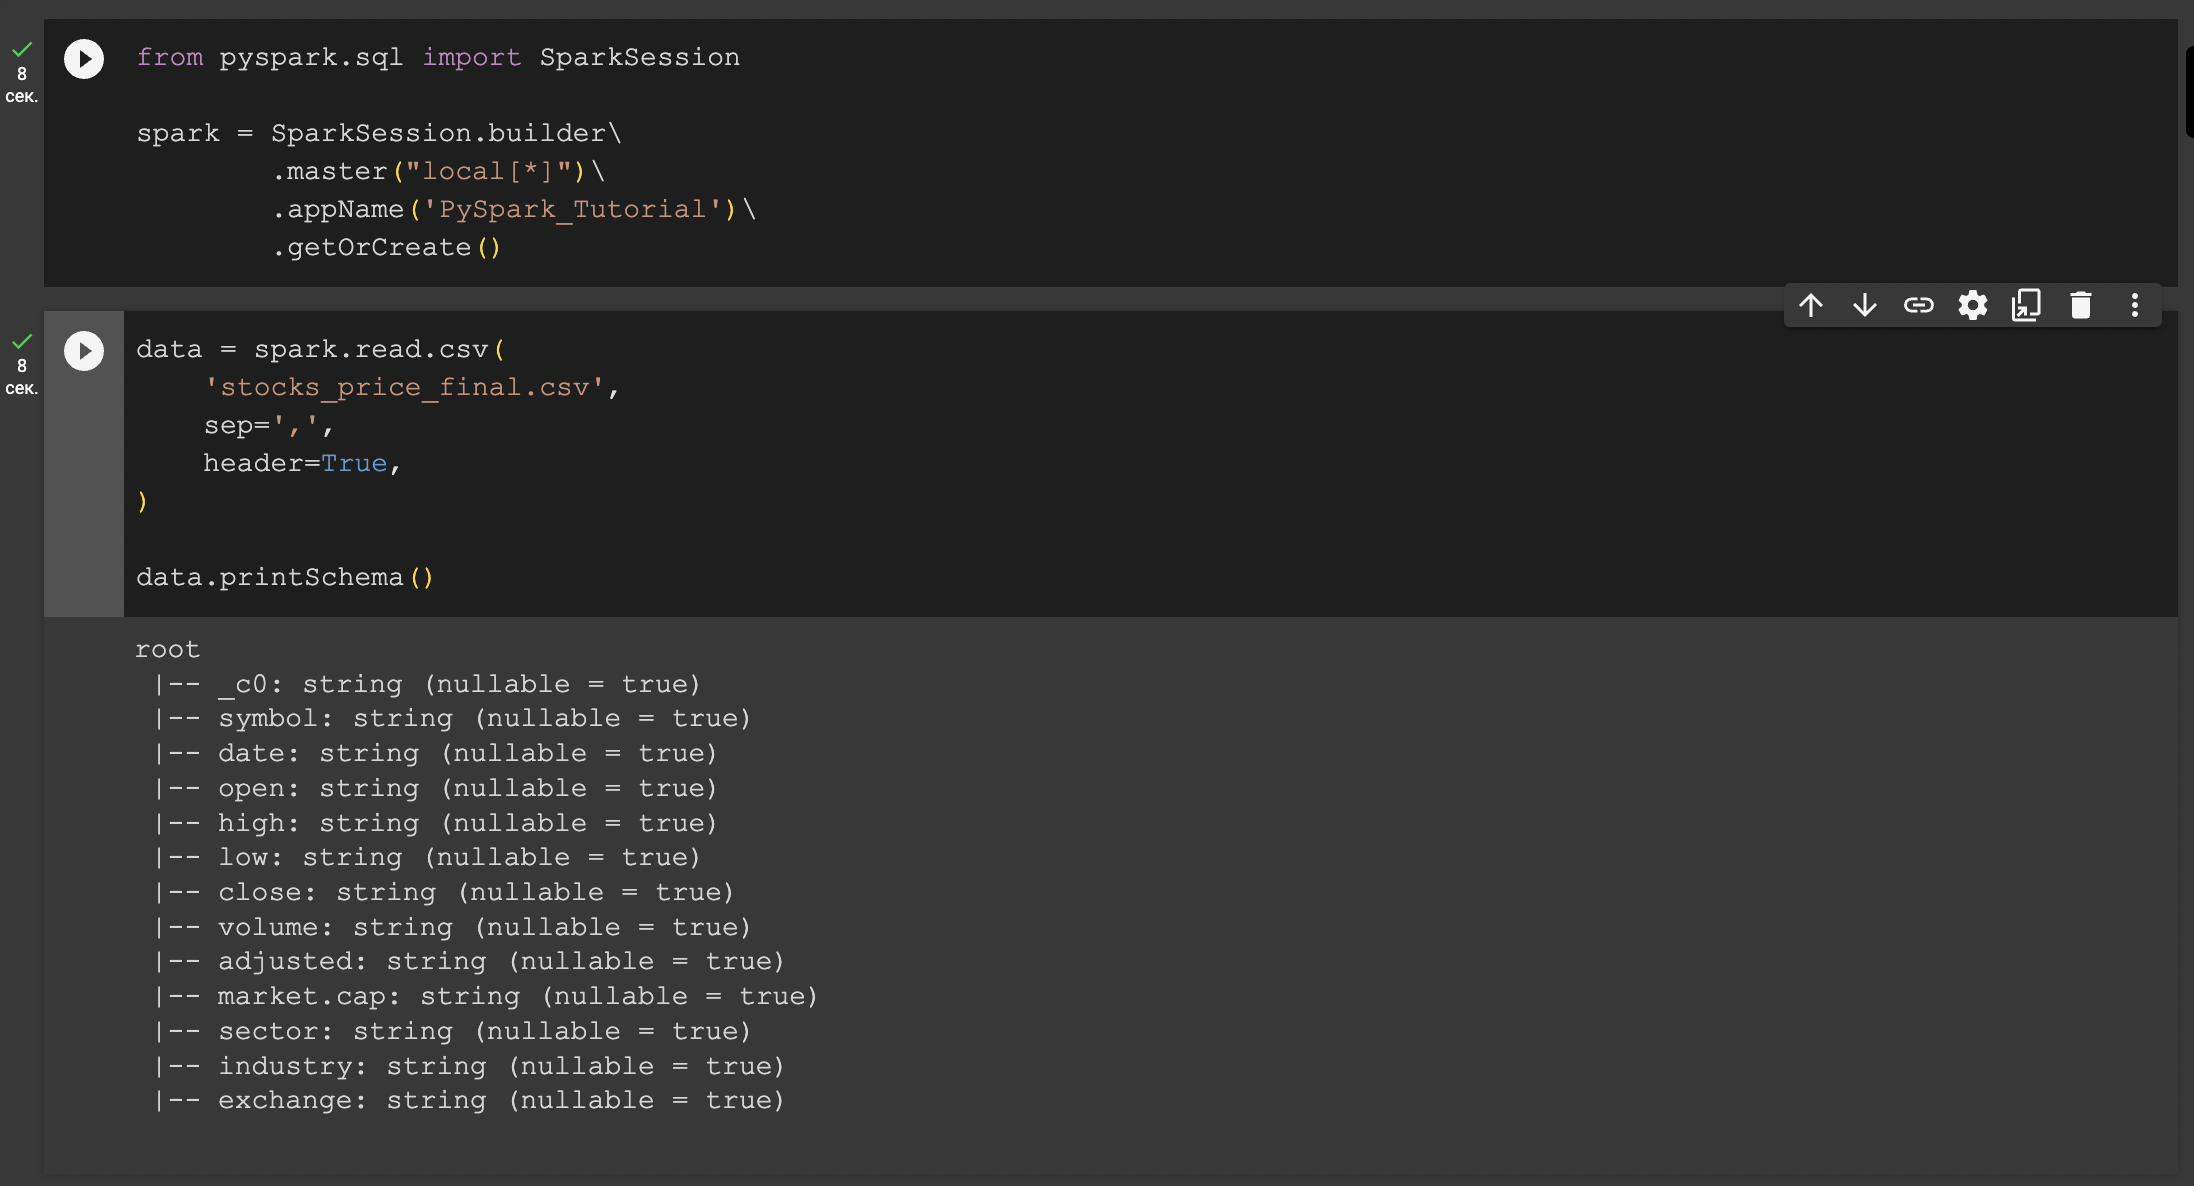 8
сек.
from pyspark.sql import SparkSession
spark = SparkSession.builder\
        .master("local[*]")\
        .appName('PySpark_Tutorial')\
        .getOrCreate()
8
сек.
data = spark.read.csv(
    'stocks_price_final.csv',
    sep=',',
    header=True,
)
data.printSchema()
root
 |-- _c0: string (nullable = true)
 |-- symbol: string (nullable = true)
 |-- date: string (nullable = true)
 |-- open: string (nullable = true)
 |-- high: string (nullable = true)
 |-- low: string (nullable = true)
 |-- close: string (nullable = true)
 |-- volume: string (nullable = true)
 |-- adjusted: string (nullable = true)
 |-- market.cap: string (nullable = true)
 |-- sector: string (nullable = true)
 |-- industry: string (nullable = true)
 |-- exchange: string (nullable = true)